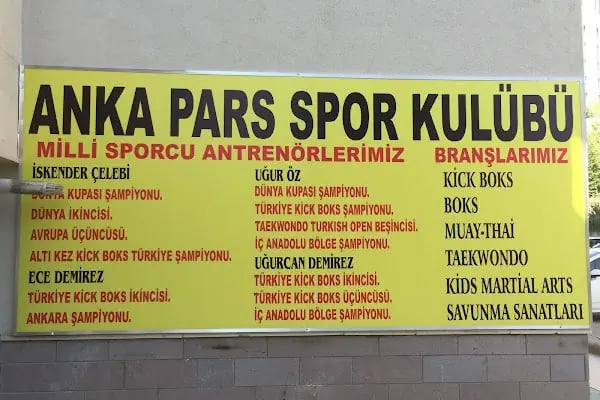 ANKA PARS SPOR KULÜBÜ
MİLLİ SPORCU ANTRENÖRLERİMİZ
İSKENDER ÇELEBİ
DÜNYA KUPASI ŞAMPİYONU.
DÜNYA İKİNCİSİ.
AVRUPA ÜÇÜNCÜSÜ.
ALTI KEZ KİCK BOKS TÜRKİYE ŞAMPİYONU.
ECE DEMİREZ
TÜRKİYE KİCK BOKS İKİNCİSİ.
ANKARA ŞAMPİYONU.
UĞUR ÖZ
DÜNYA KUPASI ŞAMPİYONU.
TÜRKİYE KİCK BOKS ŞAMPİYONU.
TAEKWONDO TURKISH OPEN BEŞİNCİSİ.
İÇ ANADOLU BÖLGE ŞAMPİYONU.
UĞURCAN DEMİREZ
TÜRKİYE KİCK BOKS İKİNCİSİ.
TÜRKİYE KİCK BOKS ÜÇÜNCÜSÜ.
İÇ ANADOLU BÖLGE ŞAMPİYONU.
BRANŞLARIMIZ
KİCK BOKS
BOKS
MUAY-THAİ
TAEKWONDO
KİDS MARTİAL ARTS
SAVUNMA SANATLARI